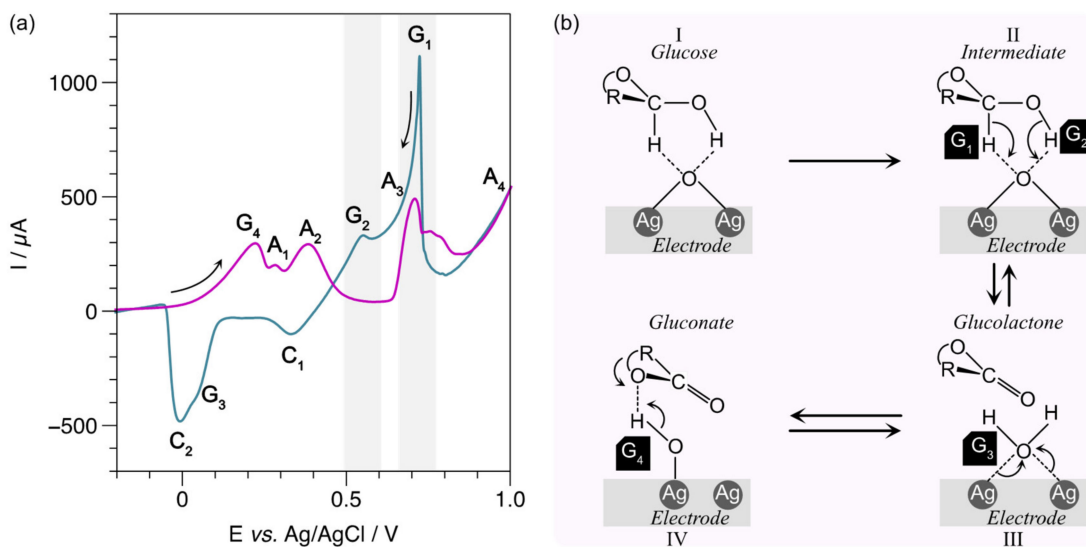 (a)
G₁
1000
500
0
−500
I / μA
A₃
A₄
G₂
G₄
A₁
A₂
C₁
G₃
C₂
0
0.5
1.0
E vs. Ag/AgCl / V
(b)
I
Glucose
O
R
C
O
H
H
O
Ag
Ag
Electrode
II
Intermediate
O
R
C
O
G₁
H
H
G₂
O
Ag
Ag
Electrode
Gluconate
R
O
C
O
H
O
G₄
Ag
Ag
Electrode
IV
Glucolactone
O
R
C
O
H
H
G₃
O
Ag
Ag
Electrode
III